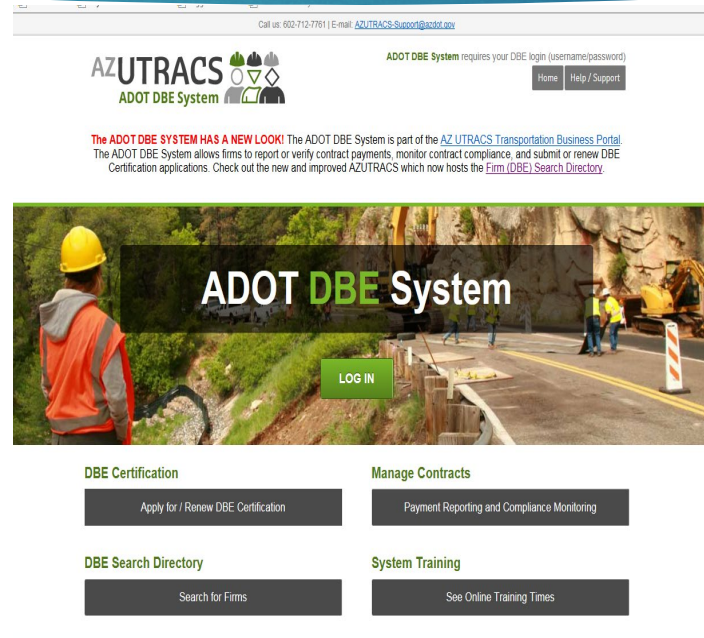 Call us: 602-712-7761 | E-mail: AZUTRACS-Support@azdot.gov
AZUTRACS
ADOT DBE System
ADOT DBE System requires your DBE login (username/password)
Home Help / Support
The ADOT DBE SYSTEM HAS A NEW LOOK! The ADOT DBE System is part of the AZ UTRACS Transportation Business Portal.
The ADOT DBE System allows firms to report or verify contract payments, monitor contract compliance, and submit or renew DBE
Certification applications. Check out the new and improved AZUTRACS which now hosts the Firm (DBE) Search Directory.
ADOT DBE System
LOG IN
DBE Certification
Apply for / Renew DBE Certification
Manage Contracts
Payment Reporting and Compliance Monitoring
DBE Search Directory
Search for Firms
System Training
See Online Training Times